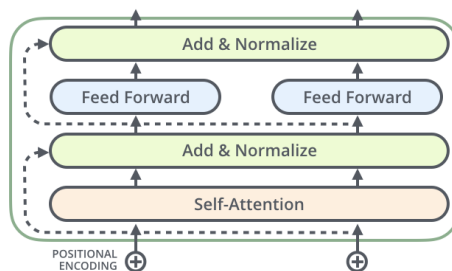 Add & Normalize
Feed Forward Feed Forward
Add & Normalize
Self-Attention
POSITIONAL
ENCODING